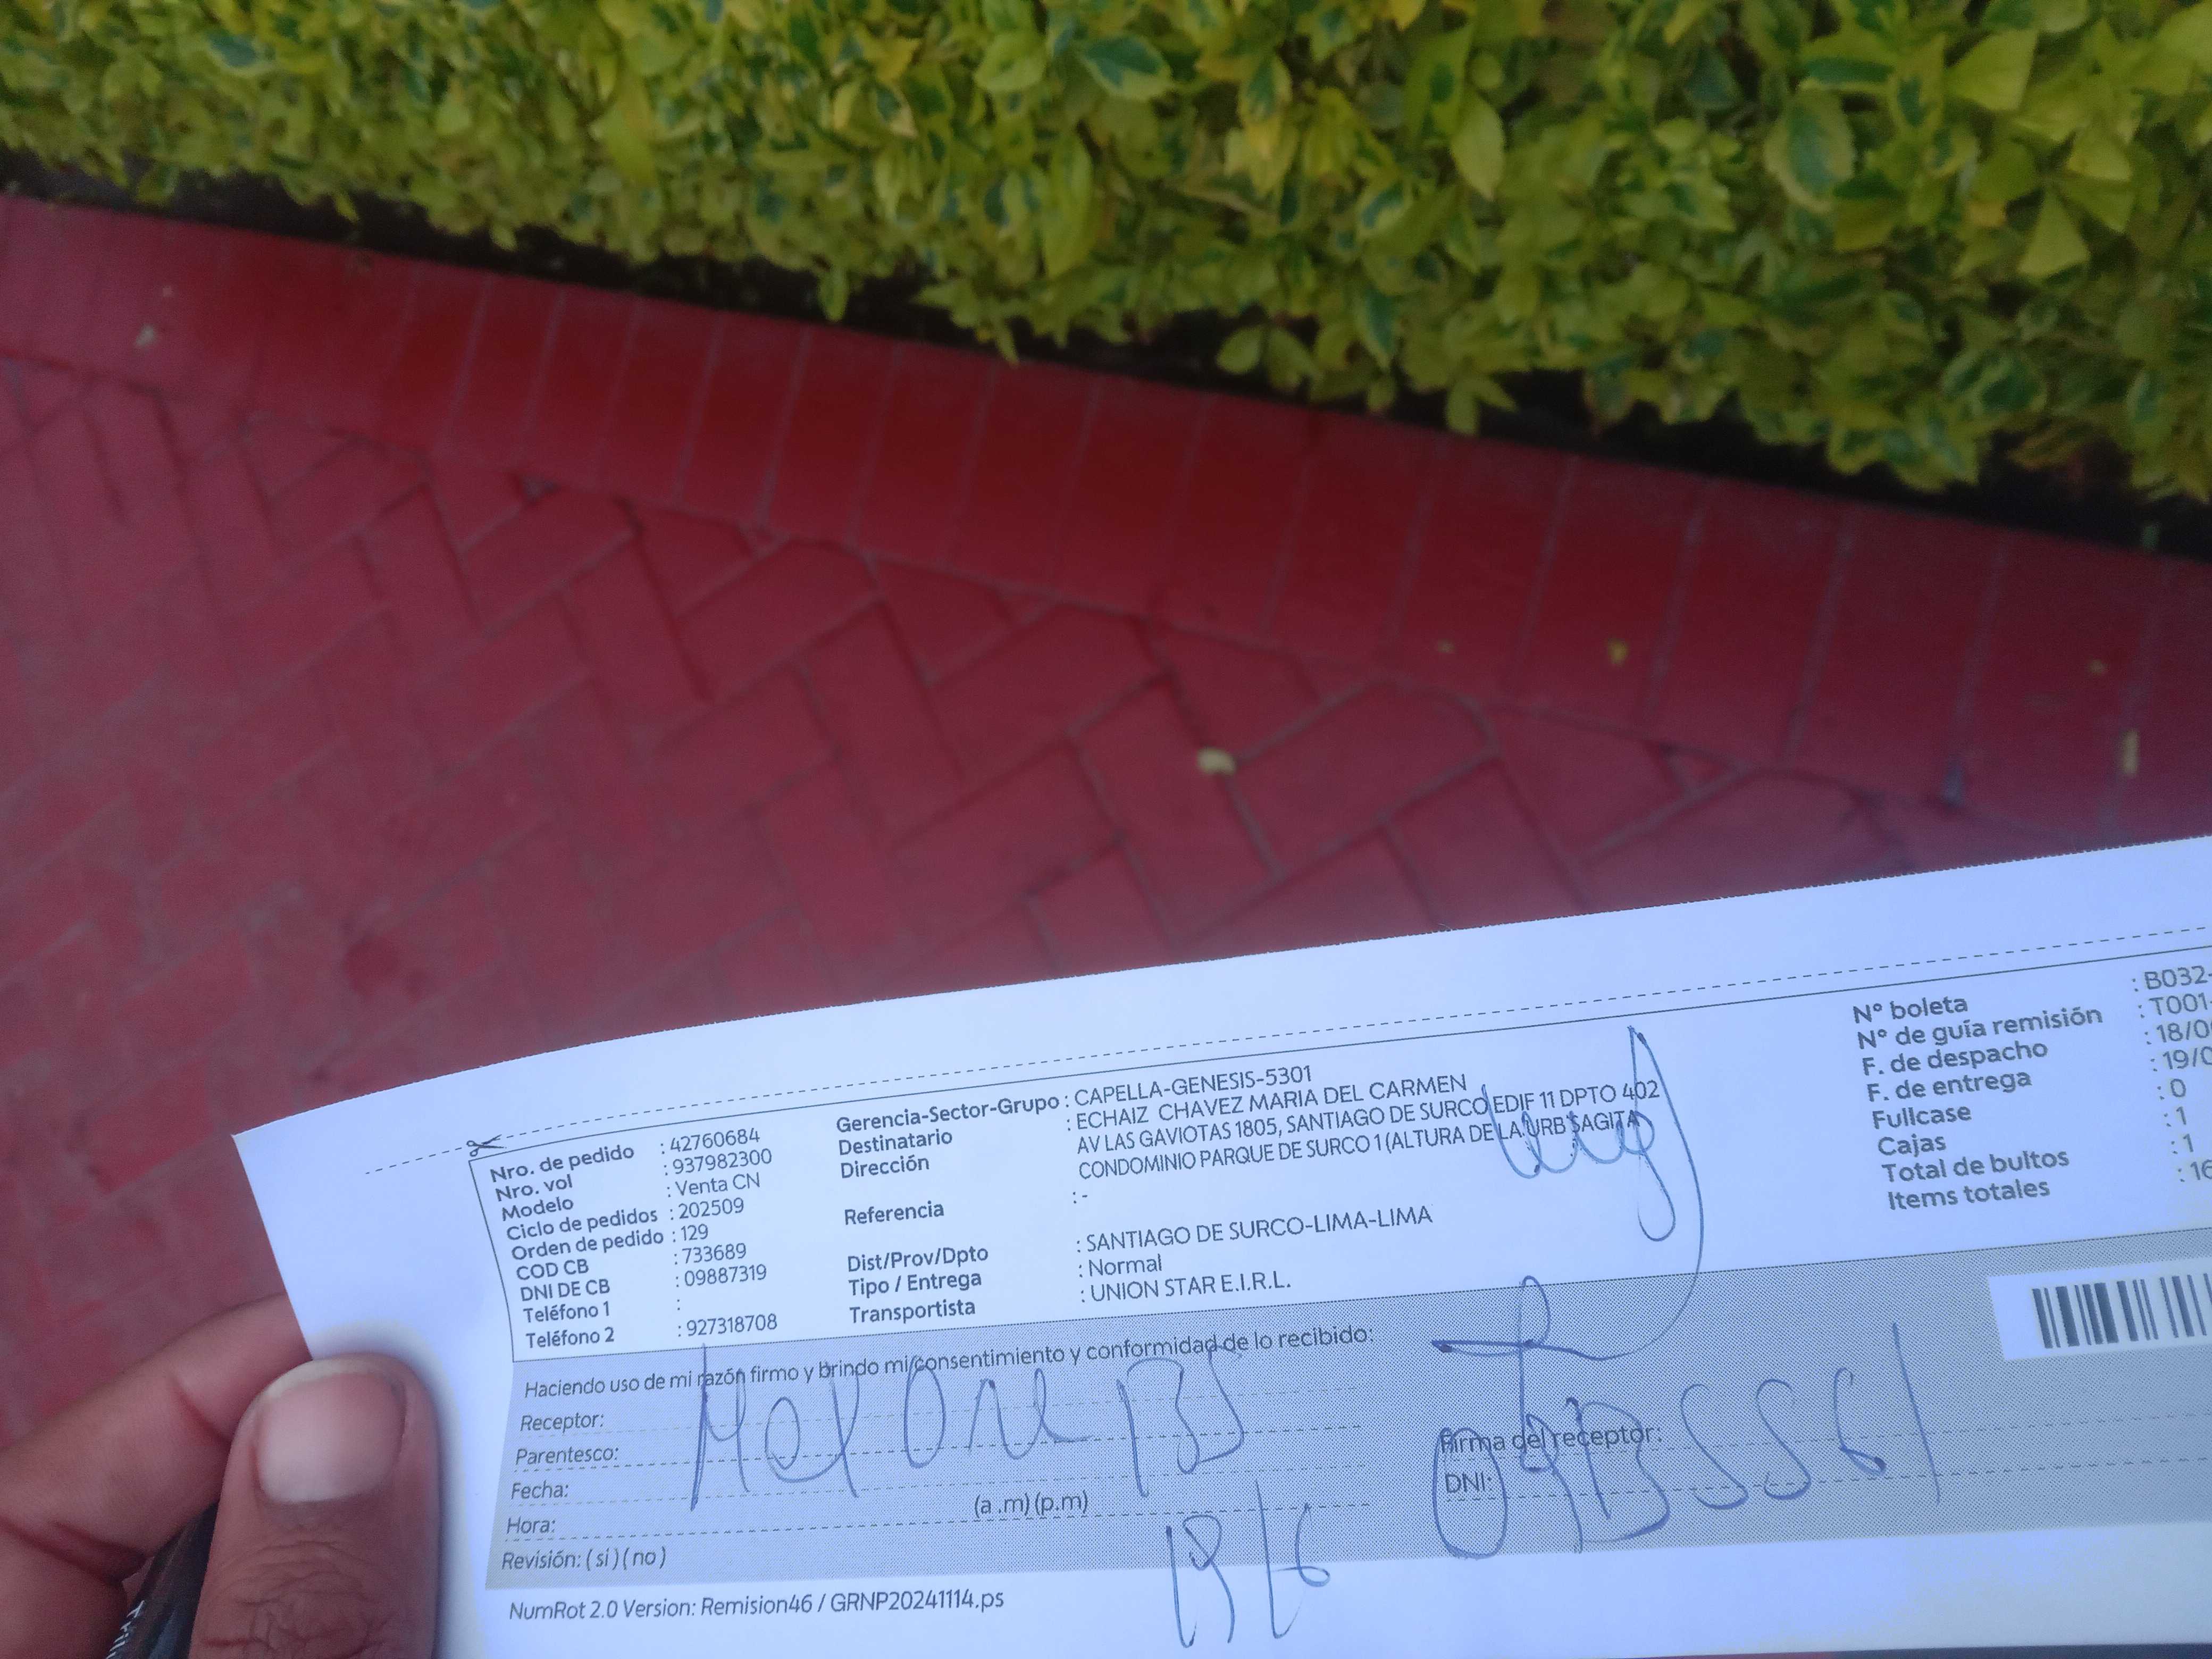 Nro. de pedido : 42760684
Nro. vol : 937982300
Modelo : Venta CN
Ciclo de pedidos : 202509
Orden de pedido : 129
COD CB : 733689
DNI DE CB : 09887319
Teléfono 1 :
Teléfono 2 : 927318708
Gerencia-Sector-Grupo : CAPELLA-GENESIS-5301
Destinatario : ECHAIZ CHAVEZ MARIA DEL CARMEN
Dirección AV LAS GAVIOTAS 1805, SANTIAGO DE SURCO EDIF 11 DPTO 402
CONDOMINIO PARQUE DE SURCO 1 (ALTURA DE LA URB SAGITA
Referencia : -
Dist/Prov/Dpto : SANTIAGO DE SURCO-LIMA-LIMA
Tipo / Entrega : Normal
Transportista : UNION STAR E.I.R.L.
N° boleta : B032-
N° de guía remisión : T001-
F. de despacho : 18/0
F. de entrega : 19/0
Fullcase : 0
Cajas : 1
Total de bultos : 1
Items totales : 16
Haciendo uso de mi razón firmo y brindo mi consentimiento y conformidad de lo recibido:
Receptor:
Parentesco:
Fecha:
Hora: (a .m) (p.m)
Revisión: ( si ) ( no )
Firma del receptor:
DNI:
19/6
NumRot 2.0 Version: Remision46 / GRNP20241114.ps